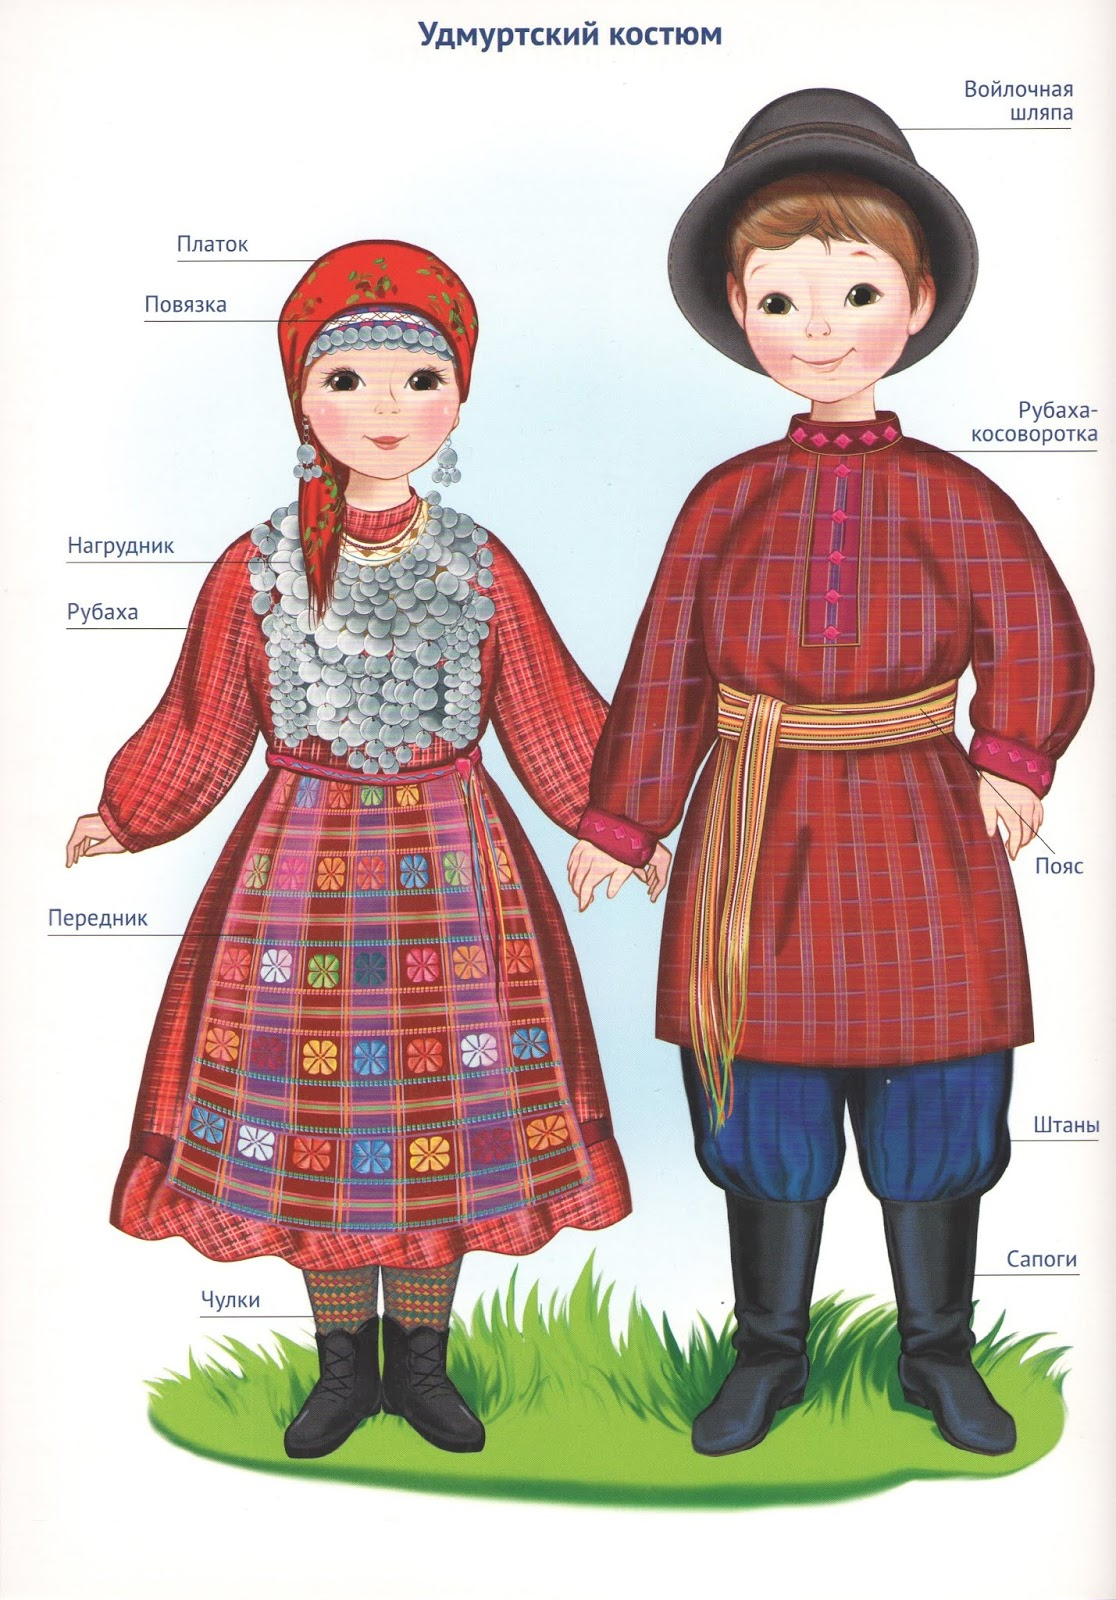 Удмуртский костюм
Войлочная
шляпа
Платок
Повязка
Рубаха-
косоворотка
Нагрудник
Рубаха
Пояс
Передник
Штаны
Сапоги
Чулки